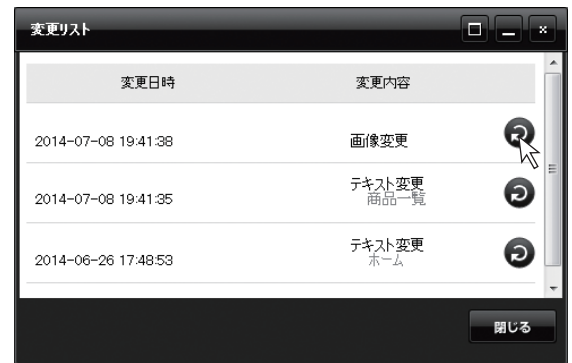 変更リスト
変更日時 変更内容
2014-07-08 19:41:38 画像変更
2014-07-08 19:41:35 テキスト変更
商品一覧
2014-06-26 17:48:53 テキスト変更
ホーム
閉じる